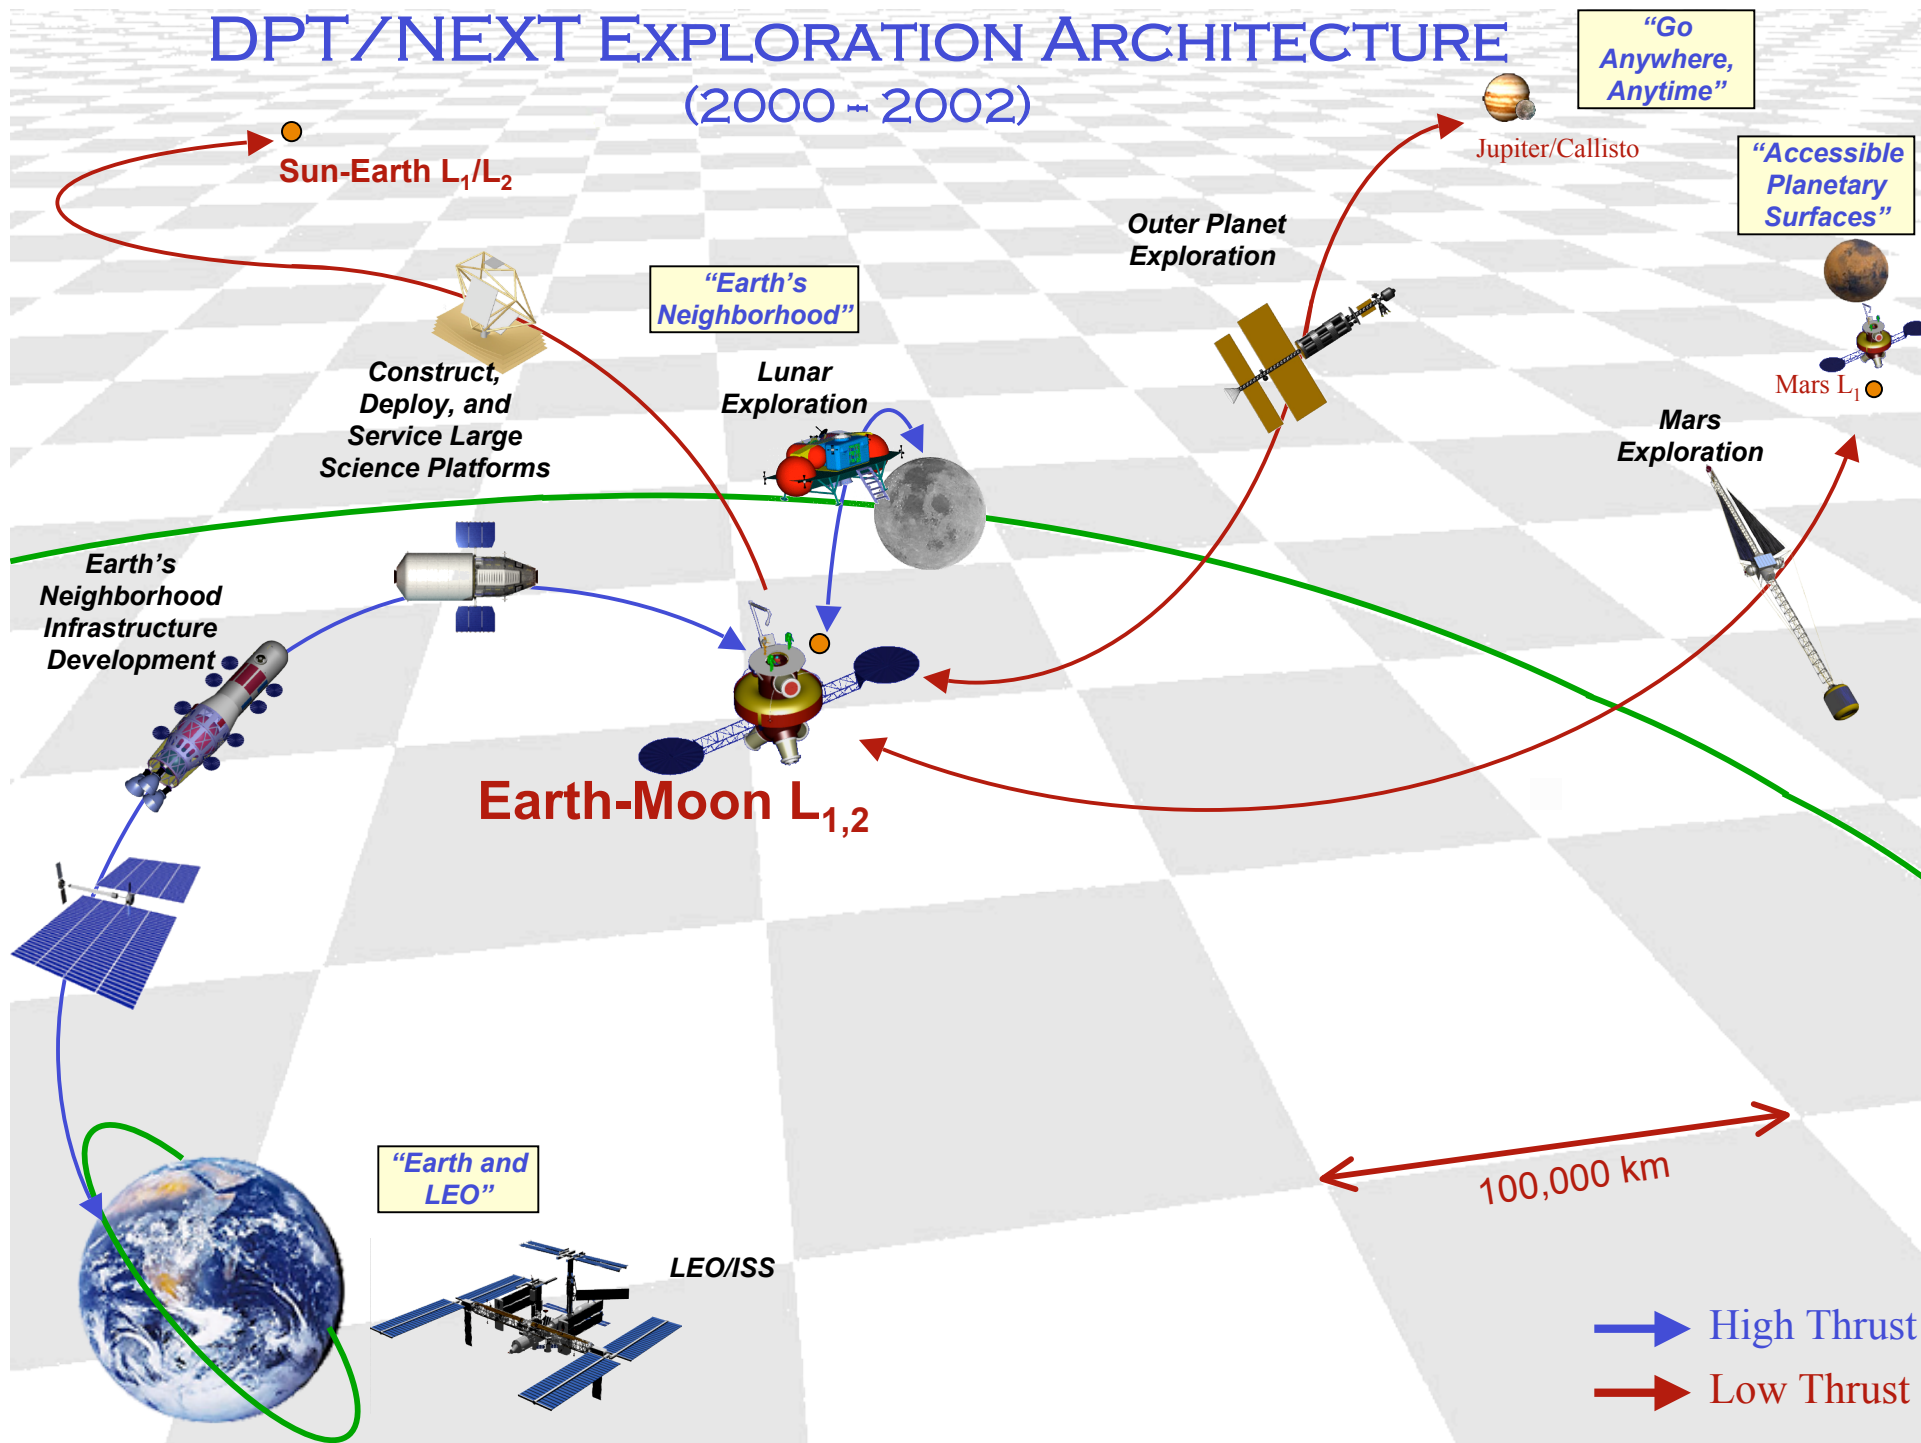 DPT/NEXT EXPLORATION ARCHITECTURE
(2000 – 2002)
“Go
Anywhere,
Anytime”
Sun-Earth L1/L2
Jupiter/Callisto
“Accessible
Planetary
Surfaces”
Outer Planet
Exploration
“Earth’s
Neighborhood”
Construct,
Deploy, and
Service Large
Science Platforms
Lunar
Exploration
Mars L1
Mars
Exploration
Earth’s
Neighborhood
Infrastructure
Development
Earth-Moon L1,2
“Earth and
LEO”
LEO/ISS
100,000 km
High Thrust
Low Thrust